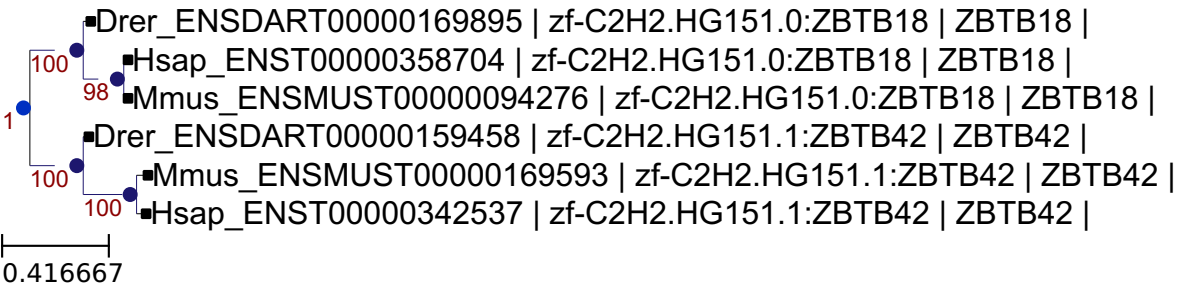 Drer_ENSDART00000169895 | zf-C2H2.HG151.0:ZBTB18 | ZBTB18 |
100
Hsap_ENST00000358704 | zf-C2H2.HG151.0:ZBTB18 | ZBTB18 |
98
Mmus_ENSMUST00000094276 | zf-C2H2.HG151.0:ZBTB18 | ZBTB18 |
1
Drer_ENSDART00000159458 | zf-C2H2.HG151.1:ZBTB42 | ZBTB42 |
100
Mmus_ENSMUST00000169593 | zf-C2H2.HG151.1:ZBTB42 | ZBTB42 |
100
Hsap_ENST00000342537 | zf-C2H2.HG151.1:ZBTB42 | ZBTB42 |
0.416667